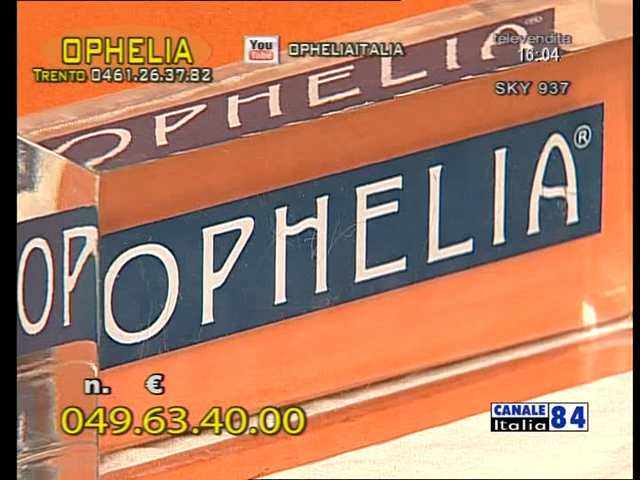 OPHELIA
TRENTO 0461.26.37.82
You Tube OPHELIAITALIA
televendita
16:04
SKY 937
OPHELIA
OPHELIA®
OP
n. €
049.63.40.00
CANALE Italia 84